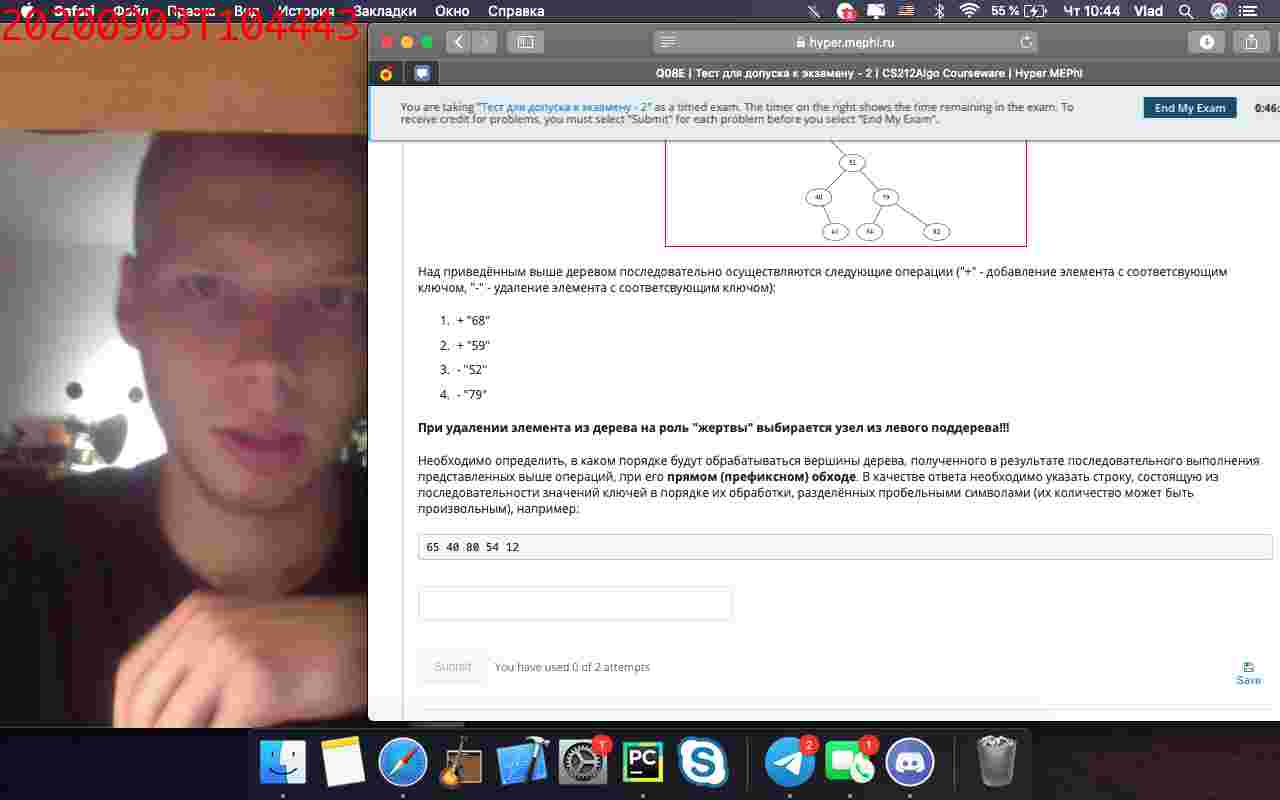 Safari Файл Правка Вид История Закладки Окно Справка
55 % Чт 10:44 Vlad
20200903T104443
hyper.mephi.ru
Q08E | Тест для допуска к экзамену - 2 | CS212Algo Courseware | Hyper.MEPhI
You are taking "Тест для допуска к экзамену - 2" as a timed exam. The timer on the right shows the time remaining in the exam. To
receive credit for problems, you must select "Submit" for each problem before you select "End My Exam".
End My Exam
0:46:
79
Над приведённым выше деревом последовательно осуществляются следующие операции ("+" - добавление элемента с соответсвующим
ключом, "-" - удаление элемента с соответсвующим ключом):
1. + "68"
2. + "59"
3. - "52"
4. - "79"
При удалении элемента из дерева на роль "жертвы" выбирается узел из левого поддерева!!!
Необходимо определить, в каком порядке будут обрабатываться вершины дерева, полученного в результате последовательного выполнения
представленных выше операций, при его прямом (префиксном) обходе. В качестве ответа необходимо указать строку, состоящую из
последовательности значений ключей в порядке их обработки, разделённых пробельными символами (их количество может быть
произвольным), например:
65 40 80 54 12
Submit
You have used 0 of 2 attempts
Save
PC
2
1